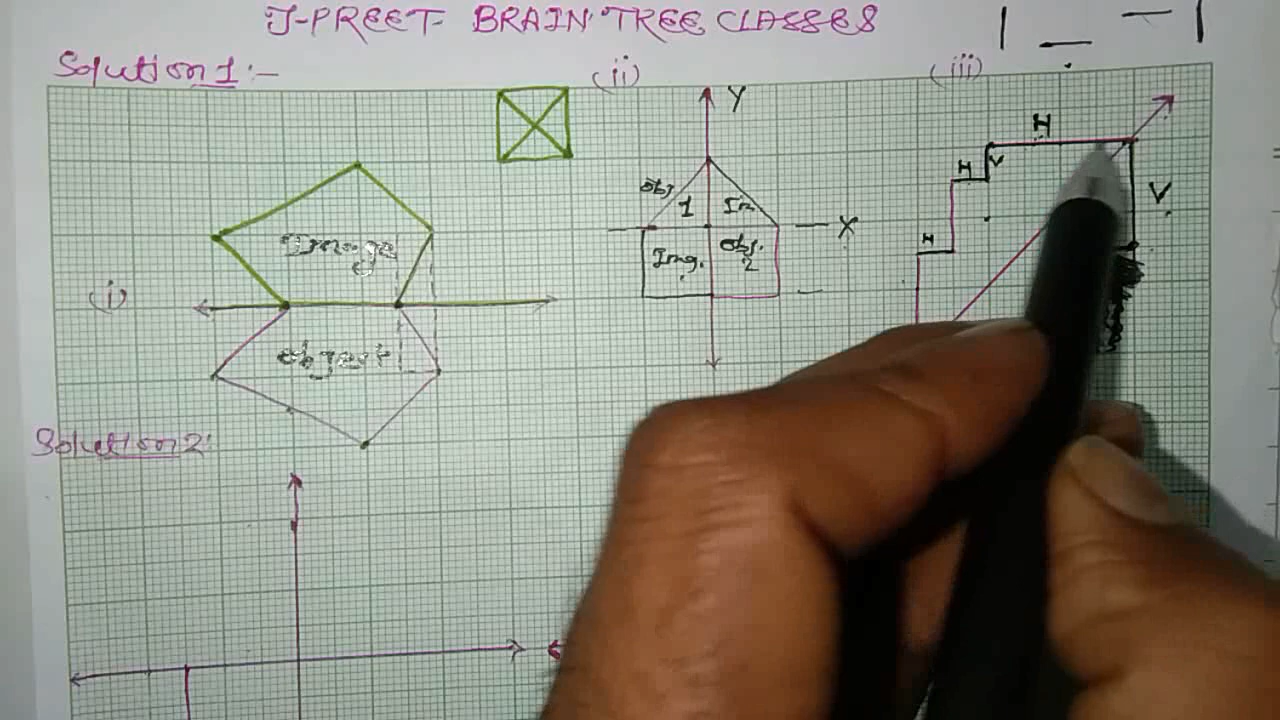 J-PREET BRAIN TREE CLASSES
Solution 1:-
(ii)
(iii)
Y
H
obj
1
Im
X
H
V
V
Image
Img.
obj.
2
H
(i)
object
Solution 2: